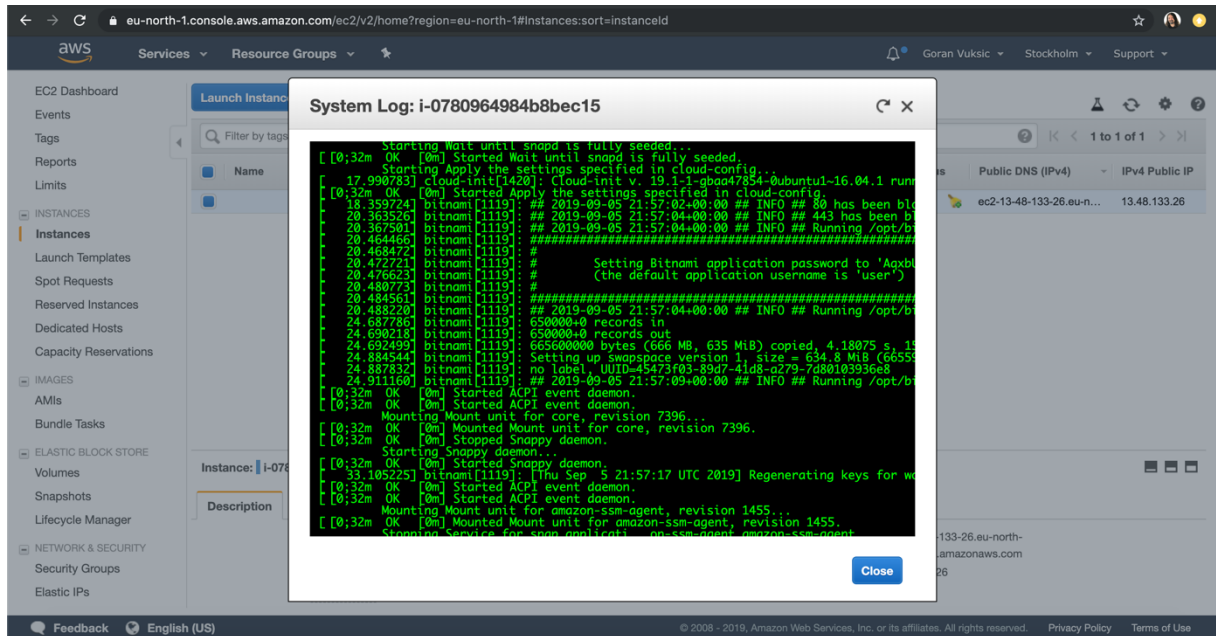 eu-north-1.console.aws.amazon.com/ec2/v2/home?region=eu-north-1#Instances:sort=instanceId
aws
Services
Resource Groups
Goran Vuksic
Stockholm
Support
EC2 Dashboard
Events
Tags
Reports
Limits
INSTANCES
Instances
Launch Templates
Spot Requests
Reserved Instances
Dedicated Hosts
Capacity Reservations
IMAGES
AMIs
Bundle Tasks
ELASTIC BLOCK STORE
Volumes
Snapshots
Lifecycle Manager
NETWORK & SECURITY
Security Groups
Elastic IPs
Launch Instanc
Filter by tags
1 to 1 of 1
Name
Public DNS (IPv4)
IPv4 Public IP
ec2-13-48-133-26.eu-n...
13.48.133.26
System Log: i-0780964984b8bec15
Starting Wait until snapd is fully seeded...
[ [0;32m OK [0m] Started Wait until snapd is fully seeded.
Starting Apply the settings specified in cloud-config...
[ 17.990783] cloud-init[1420]: Cloud-init v. 19.1-1-gbaa47854-0ubuntu1~16.04.1 runn
[ [0;32m OK [0m] Started Apply the settings specified in cloud-config.
[ 18.359724] bitnami[1119]: ## 2019-09-05 21:57:02+00:00 ## INFO ## 80 has been blo
[ 20.363526] bitnami[1119]: ## 2019-09-05 21:57:04+00:00 ## INFO ## 443 has been b
[ 20.367501] bitnami[1119]: ## 2019-09-05 21:57:04+00:00 ## INFO ## Running /opt/bi
[ 20.464466] bitnami[1119]: #######################################################
[ 20.468472] bitnami[1119]: #
[ 20.472721] bitnami[1119]: # Setting Bitnami application password to 'AqxbU
[ 20.476623] bitnami[1119]: # (the default application username is 'user')
[ 20.480773] bitnami[1119]: #
[ 20.484561] bitnami[1119]: #######################################################
[ 20.488220] bitnami[1119]: ## 2019-09-05 21:57:04+00:00 ## INFO ## Running /opt/bi
[ 24.687786] bitnami[1119]: 650000+0 records in
[ 24.690218] bitnami[1119]: 650000+0 records out
[ 24.692499] bitnami[1119]: 665600000 bytes (666 MB, 635 MiB) copied, 4.18075 s, 15
[ 24.884544] bitnami[1119]: Setting up swapspace version 1, size = 634.8 MiB (66559
[ 24.887832] bitnami[1119]: no label, UUID=45473f03-89d7-41d8-a279-7d80103936e8
[ 24.911160] bitnami[1119]: ## 2019-09-05 21:57:09+00:00 ## INFO ## Running /opt/bi
[ [0;32m OK [0m] Started ACPI event daemon.
[ [0;32m OK [0m] Started ACPI event daemon.
Mounting Mount unit for core, revision 7396...
[ [0;32m OK [0m] Mounted Mount unit for core, revision 7396.
[ [0;32m OK [0m] Stopped Snappy daemon.
Starting Snappy daemon...
[ [0;32m OK [0m] Started Snappy daemon.
[ 33.105225] bitnami[1119]: [Thu Sep 5 21:57:17 UTC 2019] Regenerating keys for wo
[ [0;32m OK [0m] Started ACPI event daemon.
[ [0;32m OK [0m] Started ACPI event daemon.
Mounting Mount unit for amazon-ssm-agent, revision 1455...
[ [0;32m OK [0m] Mounted Mount unit for amazon-ssm-agent, revision 1455.
Stopping Service for snap applicati...on-ssm-agent.amazon-ssm-agent
Close
Instance: i-078
Description
-133-26.eu-north-
.amazonaws.com
26
Feedback
English (US)
© 2008 - 2019, Amazon Web Services, Inc. or its affiliates. All rights reserved.
Privacy Policy
Terms of Use